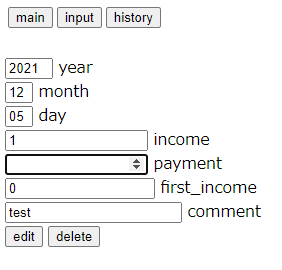 main input history
2021 year
12 month
05 day
1 income
payment
0 first_income
test comment
edit delete